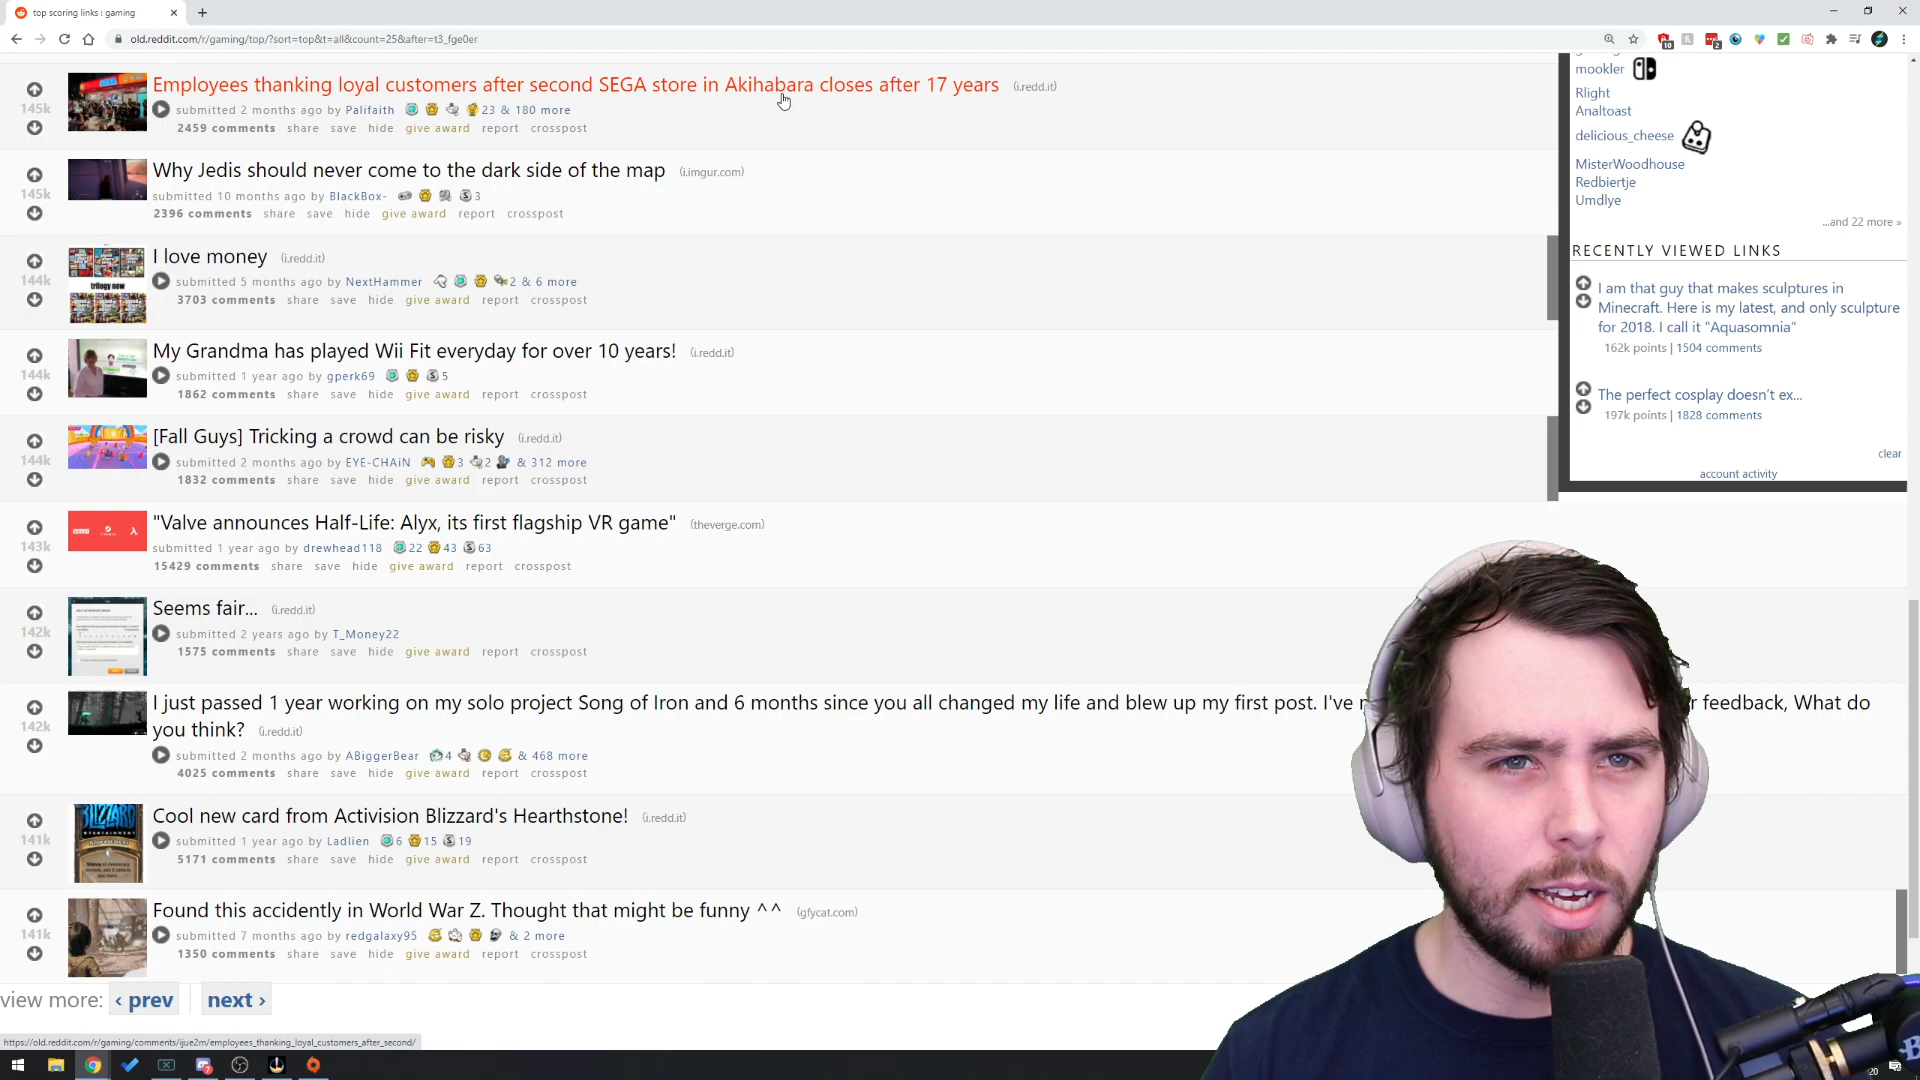 top scoring links : gaming
old.reddit.com/r/gaming/top/?sort=top&t=all&count=25&after=t3_fge0er
145k
Employees thanking loyal customers after second SEGA store in Akihabara closes after 17 years (i.redd.it)
submitted 2 months ago by Palifaith 23 & 180 more
2459 comments share save hide give award report crosspost
145k
Why Jedis should never come to the dark side of the map (i.imgur.com)
submitted 10 months ago by BlackBox- 3
2396 comments share save hide give award report crosspost
144k
I love money (i.redd.it)
trilogy now
submitted 5 months ago by NextHammer 2 & 6 more
3703 comments share save hide give award report crosspost
144k
My Grandma has played Wii Fit everyday for over 10 years! (i.redd.it)
submitted 1 year ago by gperk69 5
1862 comments share save hide give award report crosspost
144k
[Fall Guys] Tricking a crowd can be risky (i.redd.it)
submitted 2 months ago by EYE-CHAiN 3 2 & 312 more
1832 comments share save hide give award report crosspost
143k
"Valve announces Half-Life: Alyx, its first flagship VR game" (theverge.com)
submitted 1 year ago by drewhead118 22 43 63
15429 comments share save hide give award report crosspost
142k
Seems fair... (i.redd.it)
submitted 2 years ago by T_Money22
1575 comments share save hide give award report crosspost
142k
I just passed 1 year working on my solo project Song of Iron and 6 months since you all changed my life and blew up my first post. I've r feedback, What do
you think? (i.redd.it)
submitted 2 months ago by ABiggerBear 4 & 468 more
4025 comments share save hide give award report crosspost
141k
Cool new card from Activision Blizzard's Hearthstone! (i.redd.it)
BLIZZARD
submitted 1 year ago by Ladlien 6 15 19
5171 comments share save hide give award report crosspost
141k
Found this accidently in World War Z. Thought that might be funny ^^ (gfycat.com)
submitted 7 months ago by redgalaxy95 & 2 more
1350 comments share save hide give award report crosspost
view more: ‹ prev next ›
https://old.reddit.com/r/gaming/comments/ijue2m/employees_thanking_loyal_customers_after_second/
mookler
Rlight
Analtoast
delicious_cheese
MisterWoodhouse
Redbiertje
Umdlye
...and 22 more »
RECENTLY VIEWED LINKS
I am that guy that makes sculptures in
Minecraft. Here is my latest, and only sculpture
for 2018. I call it "Aquasomnia"
162k points | 1504 comments
The perfect cosplay doesn't ex...
197k points | 1828 comments
clear
account activity
20